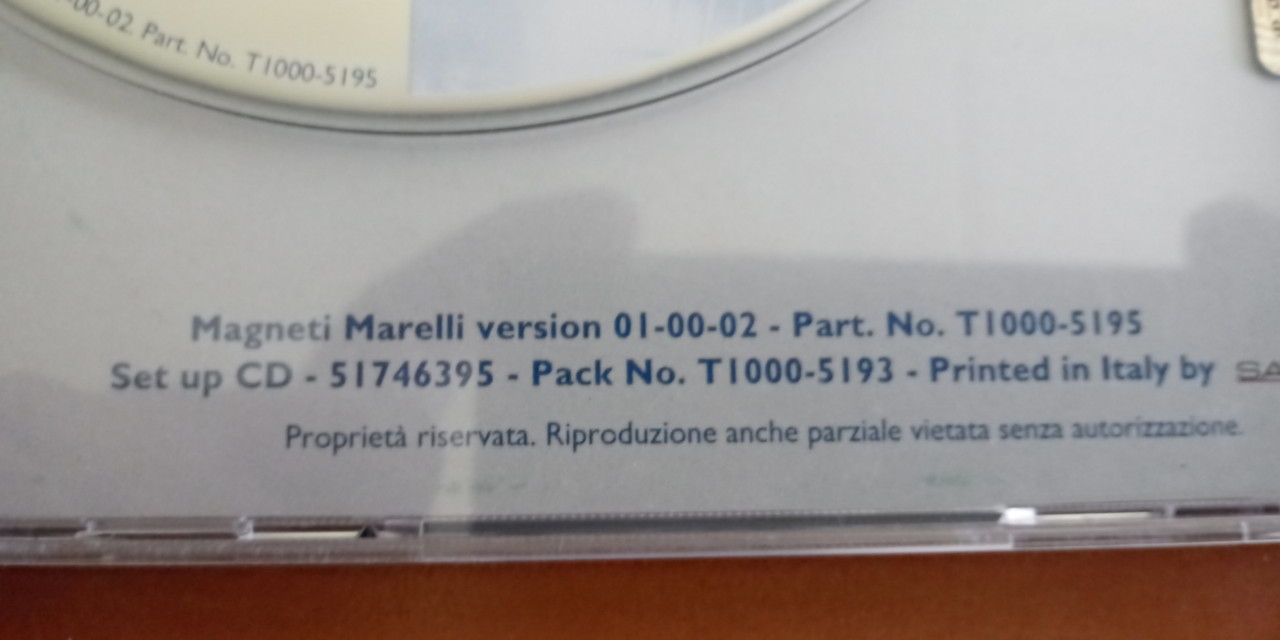 00-02. Part. No. T1000-5195
Magneti Marelli version 01-00-02 - Part. No. T1000-5195
Set up CD - 51746395 - Pack No. T1000-5193 - Printed in Italy by
Proprietà riservata. Riproduzione anche parziale vietata senza autorizzazione.